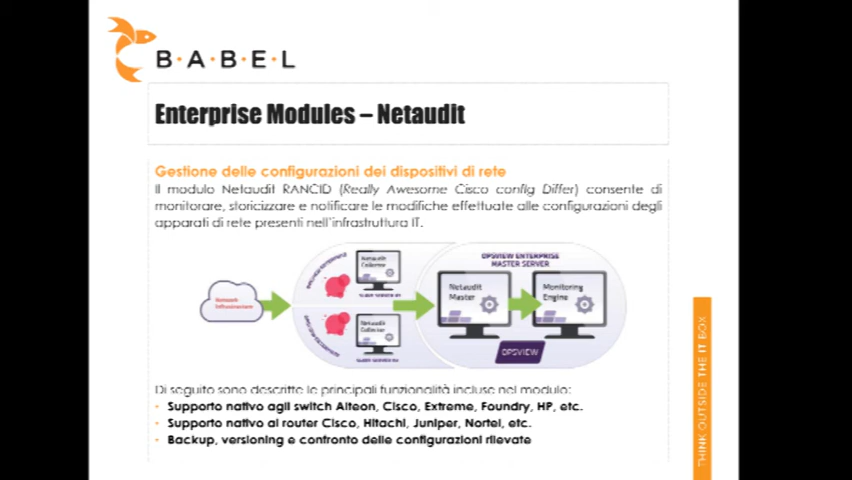 B·A·B·E·L
Enterprise Modules – Netaudit
Gestione delle configurazioni dei dispositivi di rete
Il modulo Netaudit RANCID (Really Awesome Cisco config Differ) consente di
monitorare, storicizzare e notificare le modifiche effettuate alle configurazioni degli
apparati di rete presenti nell'infrastruttura IT.
Network
Infrastructure
Netaudit
Collector
Netaudit
Collector
OPSVIEW ENTERPRISE
MASTER SERVER
Netaudit
Master
Monitoring
Engine
OPSVIEW
Di seguito sono descritte le principali funzionalità incluse nel modulo:
• Supporto nativo agli switch Alteon, Cisco, Extreme, Foundry, HP, etc.
• Supporto nativo ai router Cisco, Hitachi, Juniper, Nortel, etc.
• Backup, versioning e confronto delle configurazioni rilevate
THINK OUTSIDE THE IT BOX